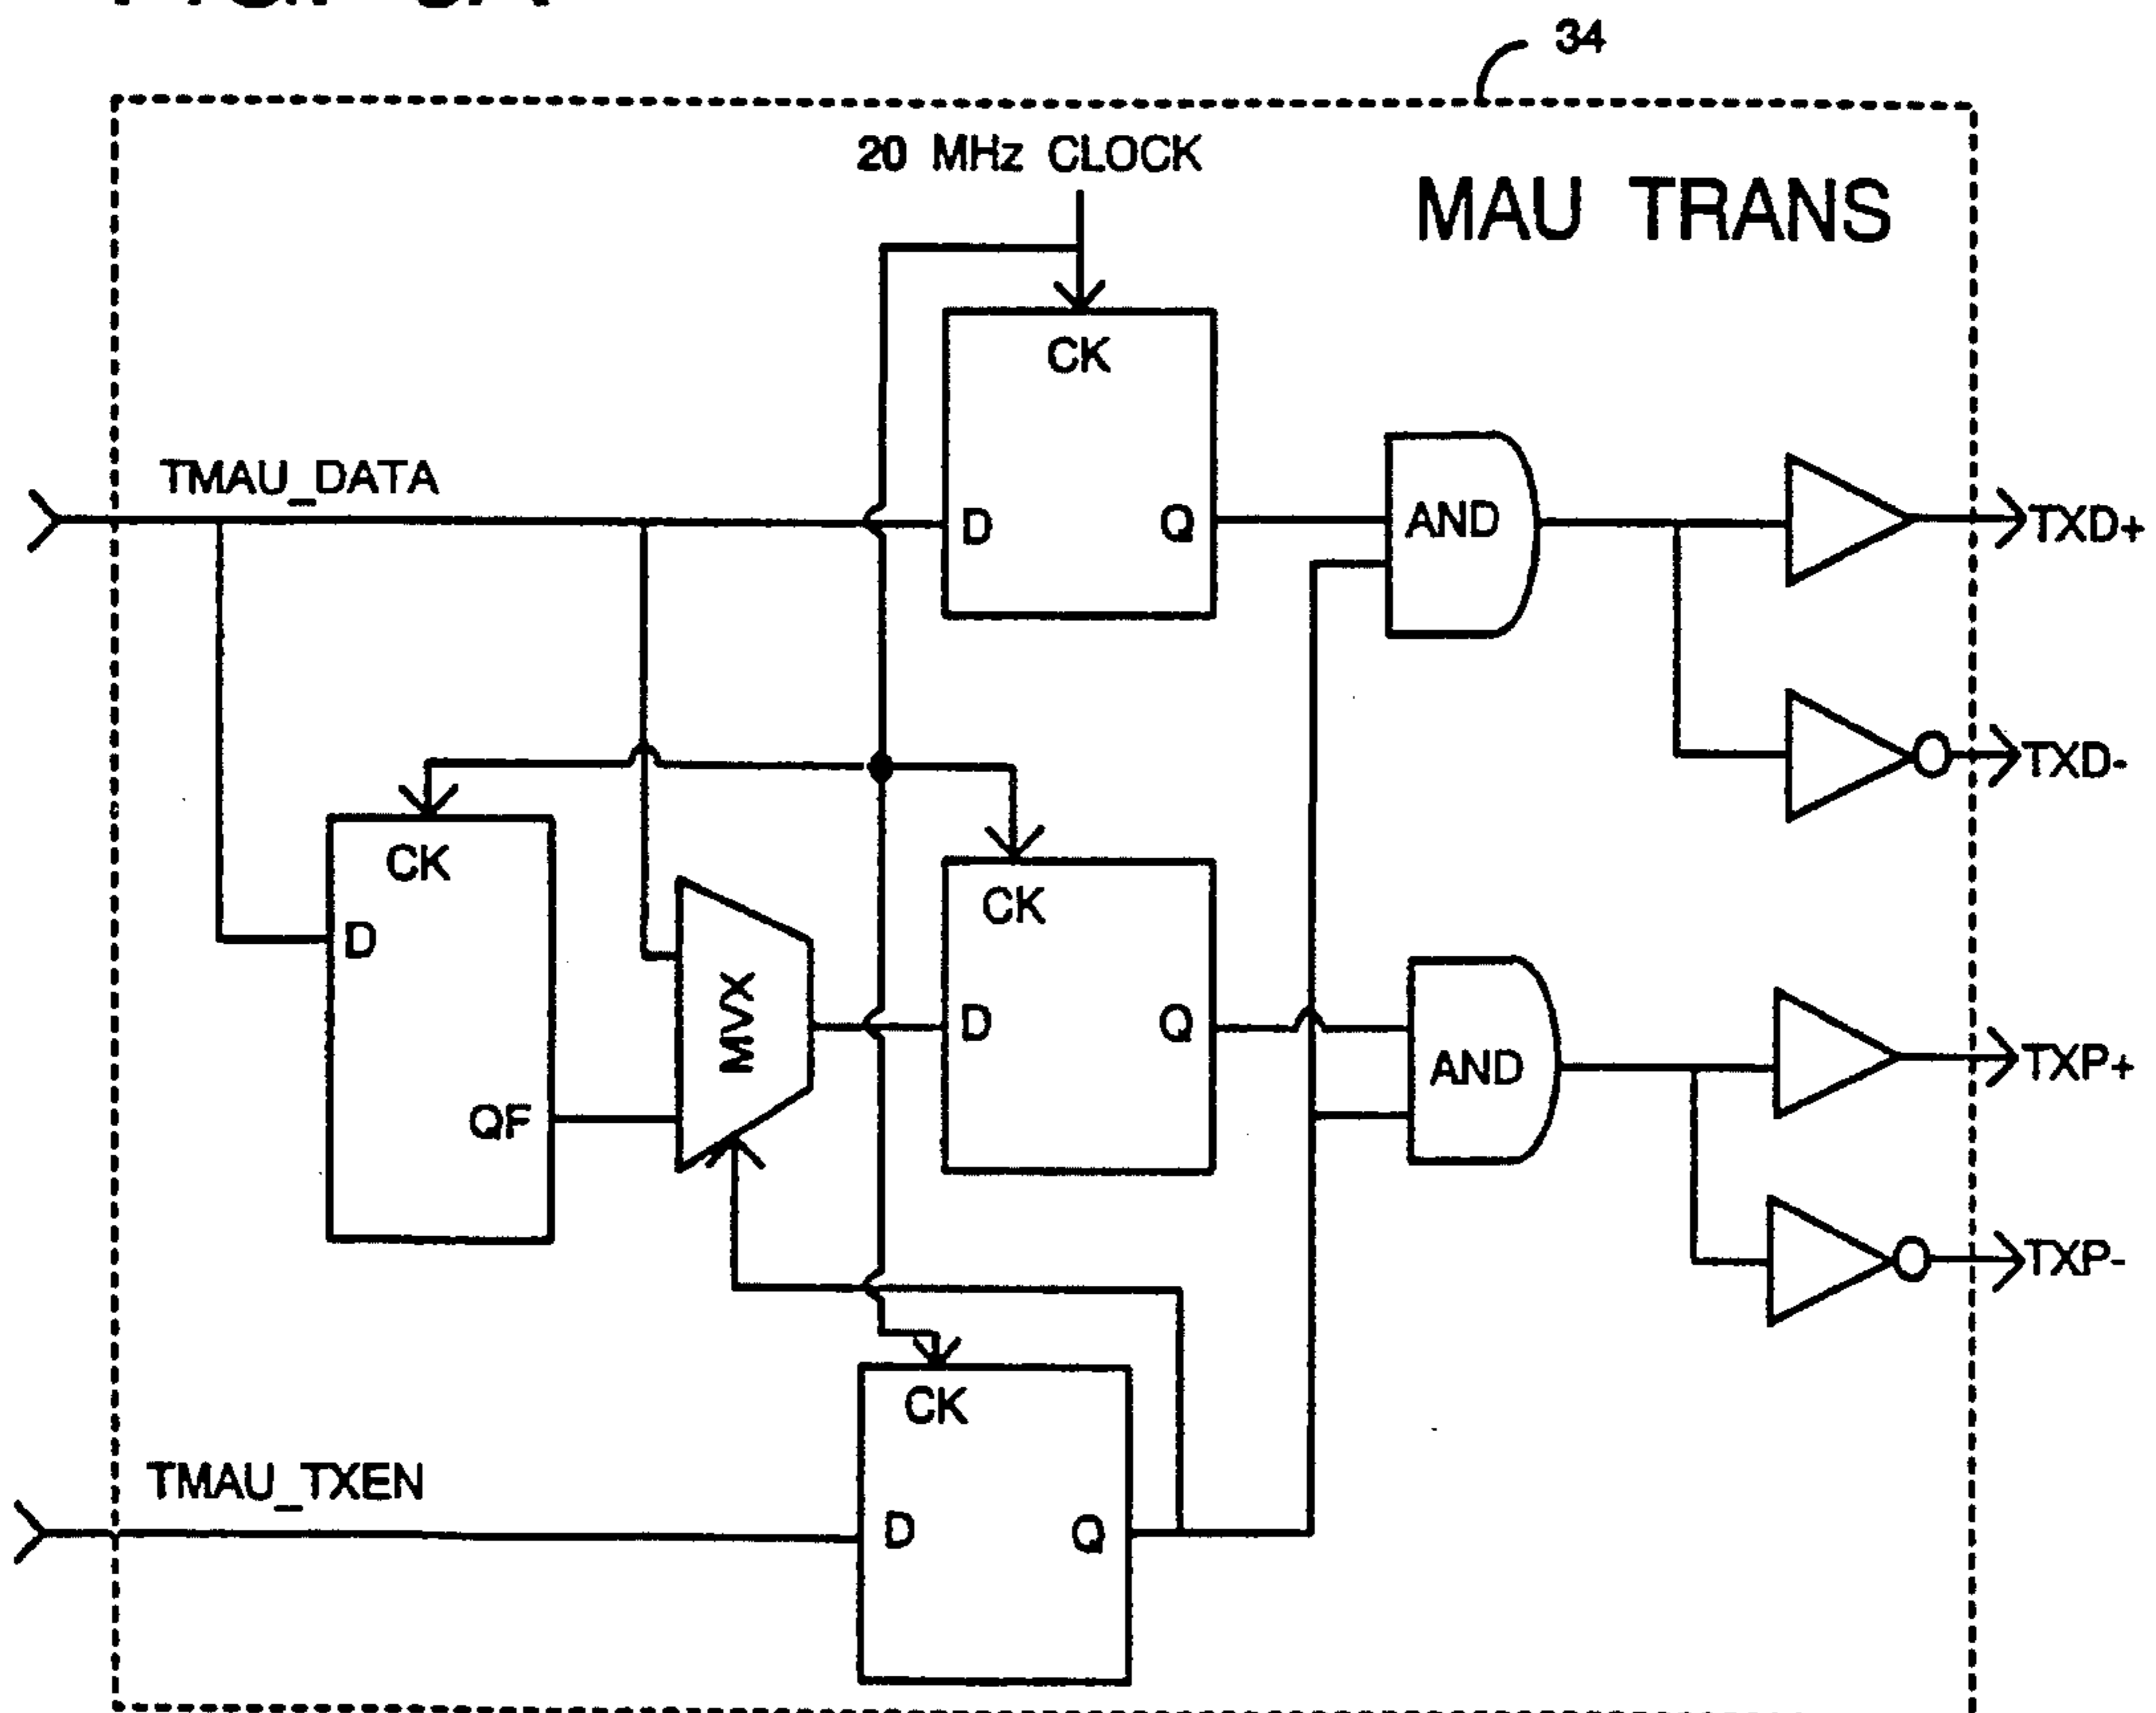 34
20 MHz CLOCK
MAU TRANS
CK
TMAU_DATA
D
Q
AND
TXD+
TXD-
CK
D
QF
MVX
CK
D
Q
AND
TXP+
TXP-
CK
TMAU_TXEN
D
Q